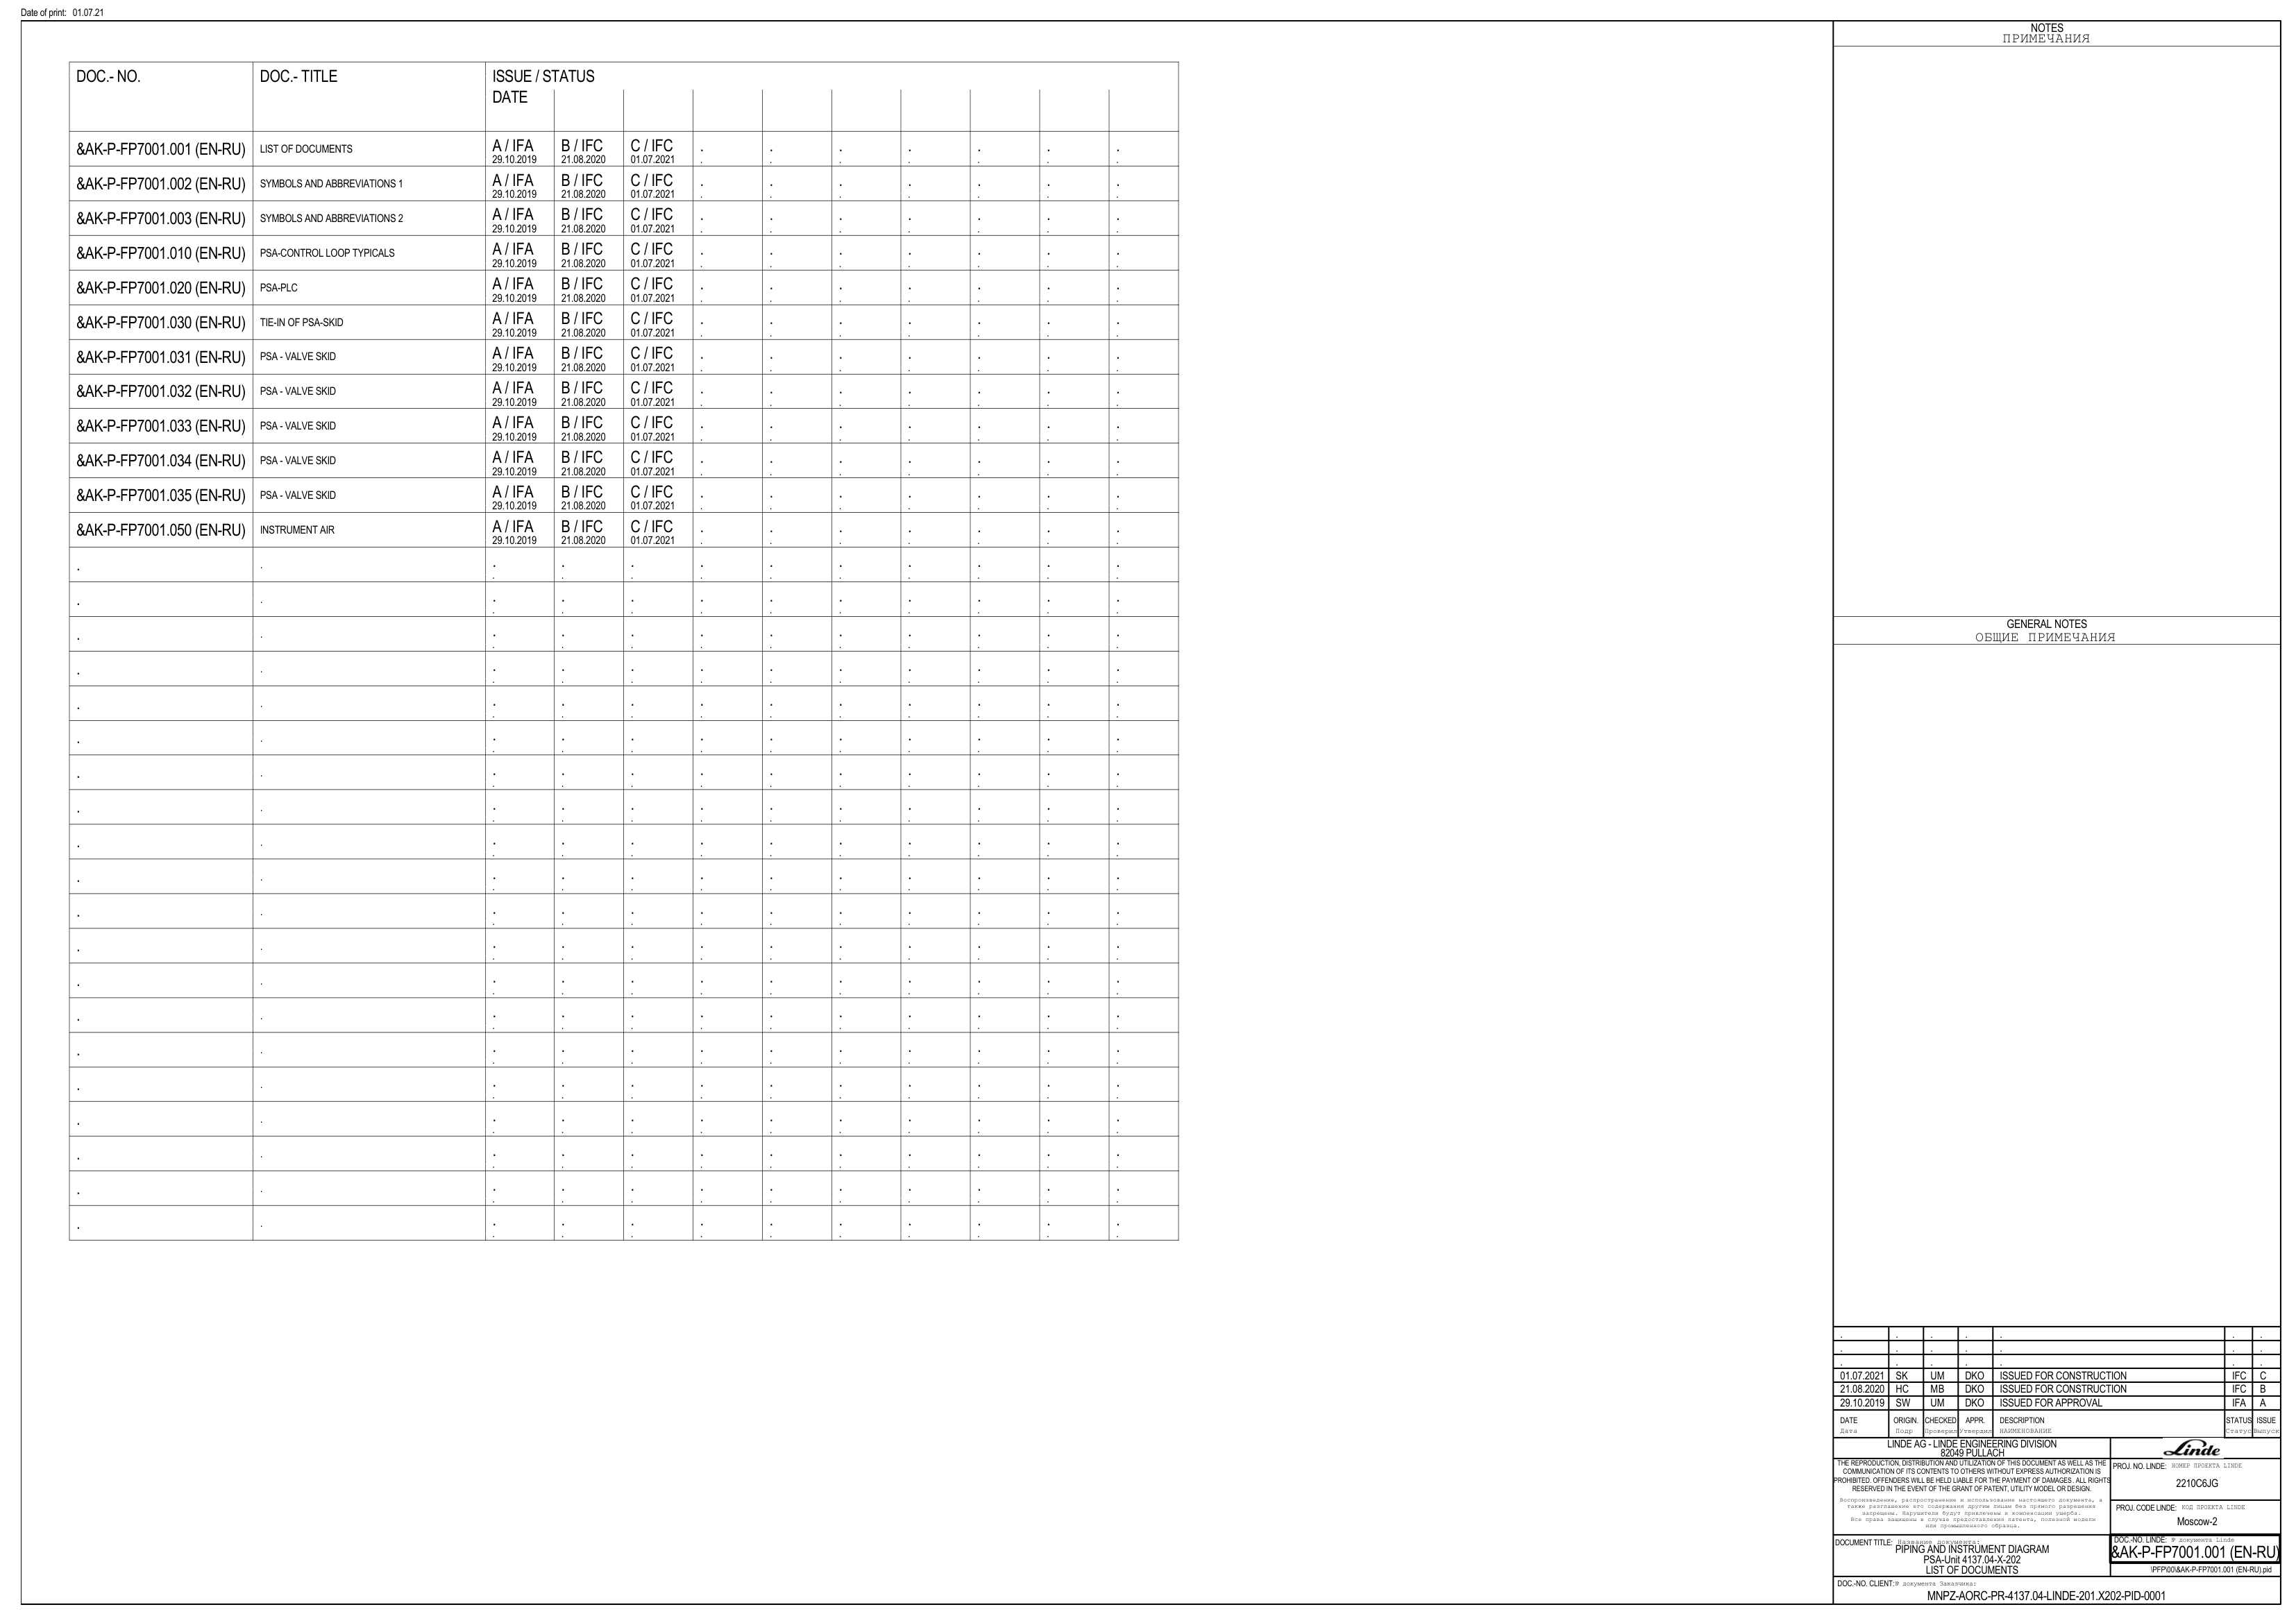 Date of print: 01.07.21
DOC.- NO. DOC.- TITLE ISSUE / STATUS
DATE
&AK-P-FP7001.001 (EN-RU) LIST OF DOCUMENTS A / IFA B / IFC C / IFC
29.10.2019 21.08.2020 01.07.2021
&AK-P-FP7001.002 (EN-RU) SYMBOLS AND ABBREVIATIONS 1 A / IFA B / IFC C / IFC
29.10.2019 21.08.2020 01.07.2021
&AK-P-FP7001.003 (EN-RU) SYMBOLS AND ABBREVIATIONS 2 A / IFA B / IFC C / IFC
29.10.2019 21.08.2020 01.07.2021
&AK-P-FP7001.010 (EN-RU) PSA-CONTROL LOOP TYPICALS A / IFA B / IFC C / IFC
29.10.2019 21.08.2020 01.07.2021
&AK-P-FP7001.020 (EN-RU) PSA-PLC A / IFA B / IFC C / IFC
29.10.2019 21.08.2020 01.07.2021
&AK-P-FP7001.030 (EN-RU) TIE-IN OF PSA-SKID A / IFA B / IFC C / IFC
29.10.2019 21.08.2020 01.07.2021
&AK-P-FP7001.031 (EN-RU) PSA - VALVE SKID A / IFA B / IFC C / IFC
29.10.2019 21.08.2020 01.07.2021
&AK-P-FP7001.032 (EN-RU) PSA - VALVE SKID A / IFA B / IFC C / IFC
29.10.2019 21.08.2020 01.07.2021
&AK-P-FP7001.033 (EN-RU) PSA - VALVE SKID A / IFA B / IFC C / IFC
29.10.2019 21.08.2020 01.07.2021
&AK-P-FP7001.034 (EN-RU) PSA - VALVE SKID A / IFA B / IFC C / IFC
29.10.2019 21.08.2020 01.07.2021
&AK-P-FP7001.035 (EN-RU) PSA - VALVE SKID A / IFA B / IFC C / IFC
29.10.2019 21.08.2020 01.07.2021
&AK-P-FP7001.050 (EN-RU) INSTRUMENT AIR A / IFA B / IFC C / IFC
29.10.2019 21.08.2020 01.07.2021
NOTES
ПРИМЕЧАНИЯ
GENERAL NOTES
ОБЩИЕ ПРИМЕЧАНИЯ
01.07.2021 SK UM DKO ISSUED FOR CONSTRUCTION IFC C
21.08.2020 HC MB DKO ISSUED FOR CONSTRUCTION IFC B
29.10.2019 SW UM DKO ISSUED FOR APPROVAL IFA A
DATE ORIGIN. CHECKED APPR. DESCRIPTION STATUS ISSUE
Дата Подр Проверил Утвердил НАИМЕНОВАНИЕ Статус Выпуск
LINDE AG - LINDE ENGINEERING DIVISION
82049 PULLACH
Linde
THE REPRODUCTION, DISTRIBUTION AND UTILIZATION OF THIS DOCUMENT AS WELL AS THE
COMMUNICATION OF ITS CONTENTS TO OTHERS WITHOUT EXPRESS AUTHORIZATION IS
PROHIBITED. OFFENDERS WILL BE HELD LIABLE FOR THE PAYMENT OF DAMAGES. ALL RIGHTS
RESERVED IN THE EVENT OF THE GRANT OF PATENT, UTILITY MODEL OR DESIGN.
Воспроизведение, распространение и использование настоящего документа, а
также разглашение его содержания другим лицам без прямого разрешения
запрещены. Нарушители будут привлечены к компенсации ущерба.
Все права защищены в случае предоставления патента, полезной модели
или промышленного образца.
PROJ. NO. LINDE: НОМЕР ПРОЕКТА LINDE
2210C6JG
PROJ. CODE LINDE: КОД ПРОЕКТА LINDE
Moscow-2
DOCUMENT TITLE: Название документа:
PIPING AND INSTRUMENT DIAGRAM
PSA-Unit 4137.04-X-202
LIST OF DOCUMENTS
DOC.-NO. LINDE: № документа Linde
&AK-P-FP7001.001 (EN-RU)
\PFP\00\&AK-P-FP7001.001 (EN-RU).pid
DOC.-NO. CLIENT: № документа Заказчика:
MNPZ-AORC-PR-4137.04-LINDE-201.X202-PID-0001